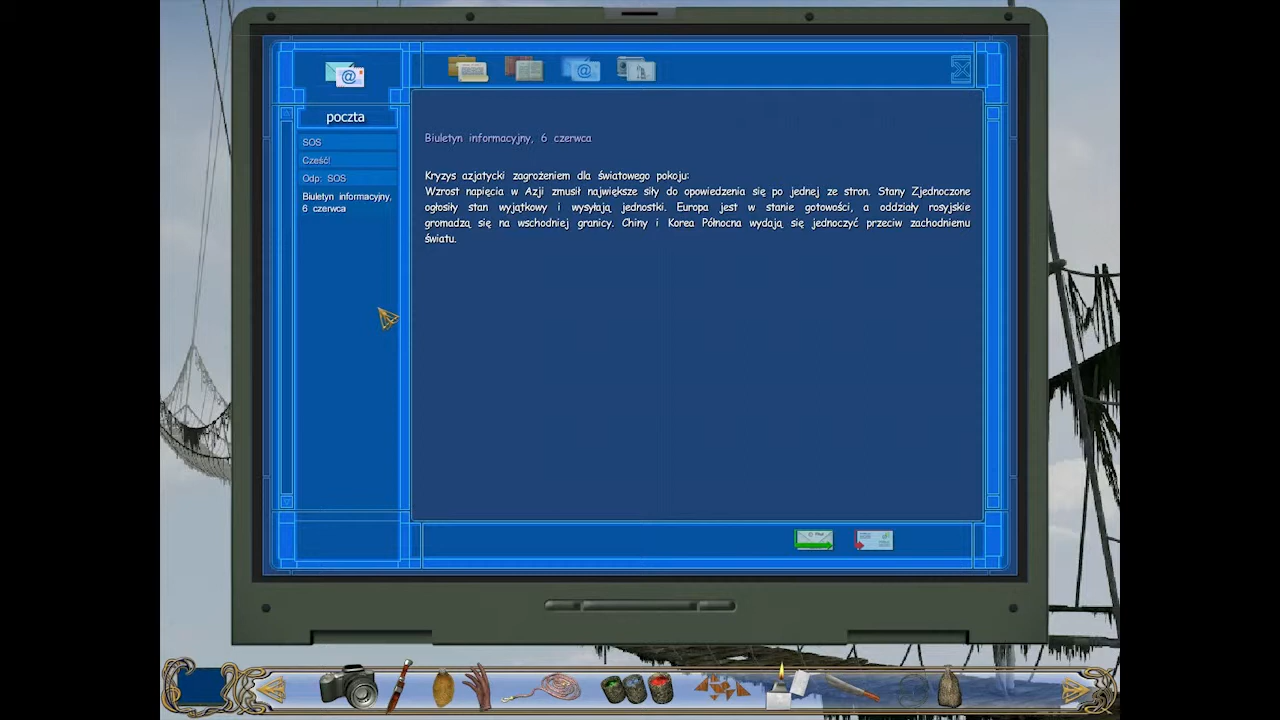 poczta
SOS
Cześć!
Odp: SOS
Biuletyn informacyjny,
6 czerwca
Biuletyn informacyjny, 6 czerwca
Kryzys azjatycki zagrożeniem dla światowego pokoju:
Wzrost napięcia w Azji zmusił największe siły do opowiedzenia się po jednej ze stron. Stany Zjednoczone
ogłosiły stan wyjątkowy i wysyłają jednostki. Europa jest w stanie gotowości, a oddziały rosyjskie
gromadzą się na wschodniej granicy. Chiny i Korea Północna wydają się jednoczyć przeciw zachodniemu
światu.